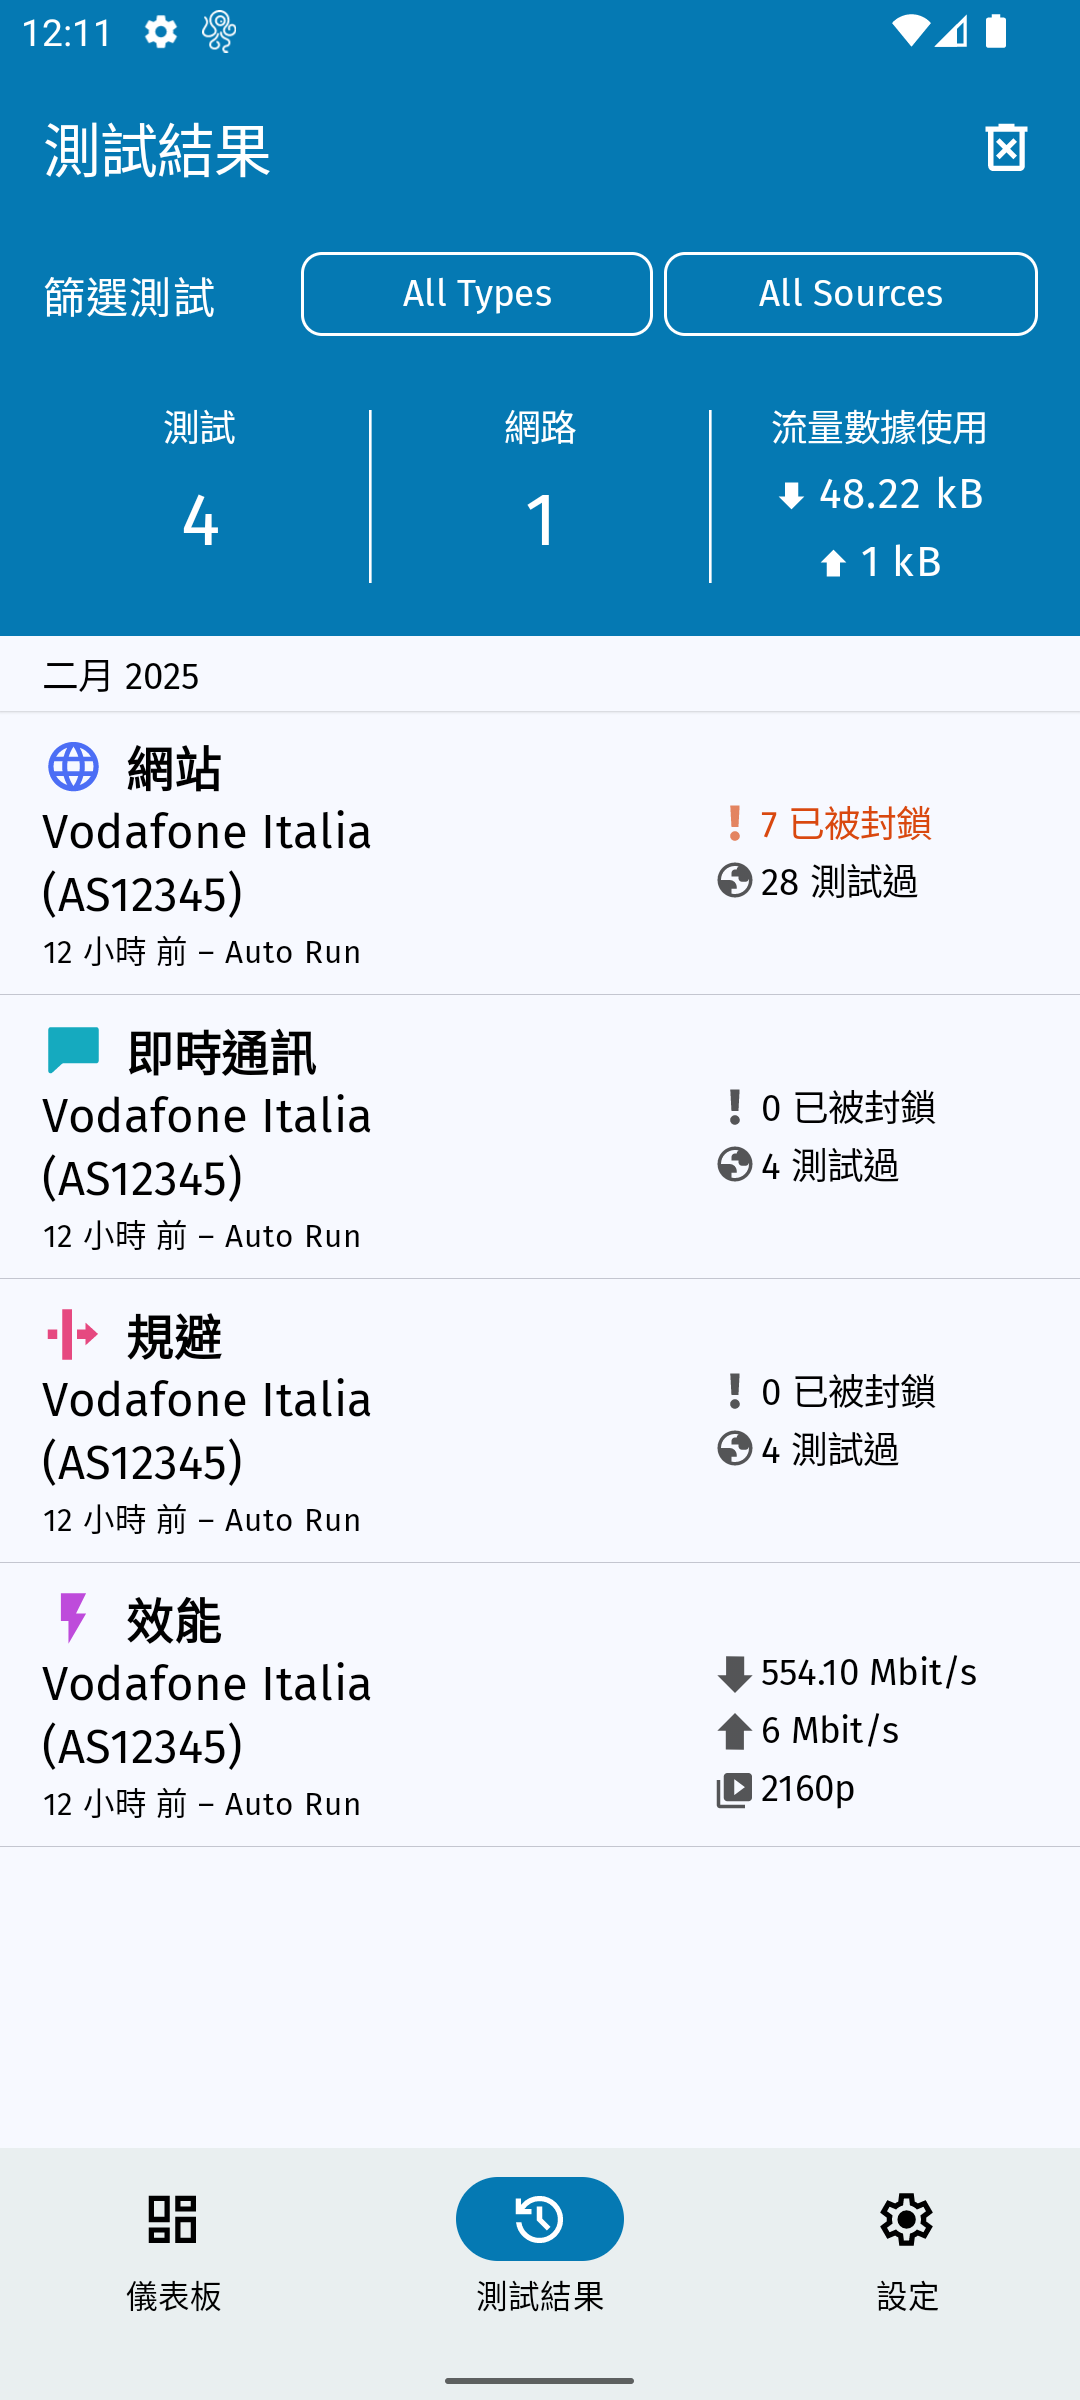 12:11
測試結果
篩選測試
All Types
All Sources
測試
4
網路
1
流量數據使用
48.22 kB
1 kB
二月 2025
網站
Vodafone Italia
(AS12345)
12 小時 前 – Auto Run
7 已被封鎖
28 測試過
即時通訊
Vodafone Italia
(AS12345)
12 小時 前 – Auto Run
0 已被封鎖
4 測試過
規避
Vodafone Italia
(AS12345)
12 小時 前 – Auto Run
0 已被封鎖
4 測試過
效能
Vodafone Italia
(AS12345)
12 小時 前 – Auto Run
554.10 Mbit/s
6 Mbit/s
2160p
儀表板
測試結果
設定